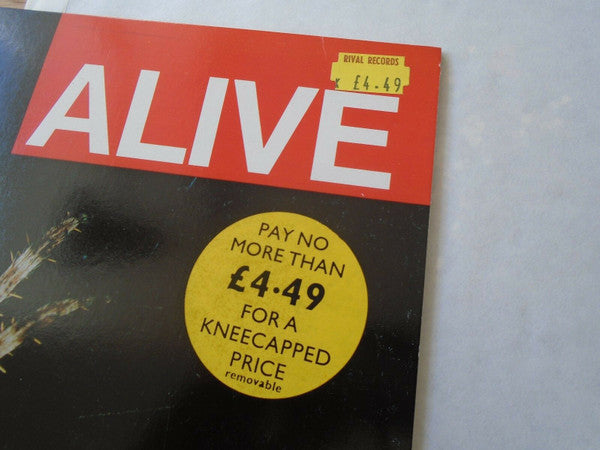 ALIVE
RIVAL RECORDS
x £4.49
PAY NO
MORE THAN
£4·49
FOR A
KNEECAPPED
PRICE
removable